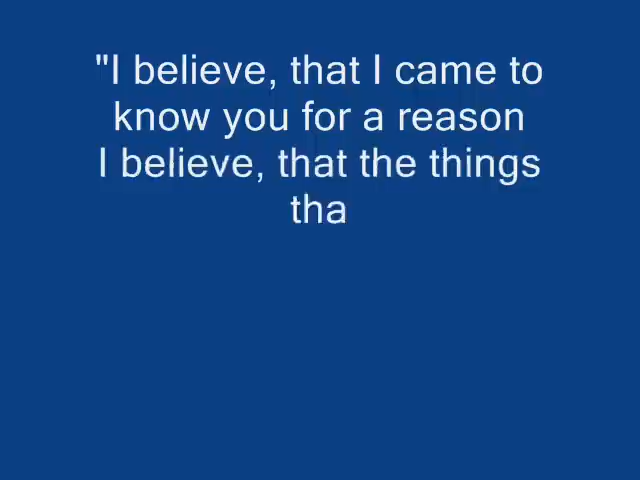 "I believe, that I came to
know you for a reason
I believe, that the things
tha